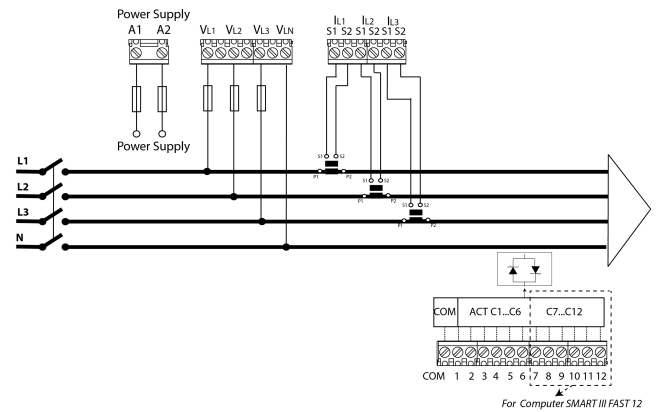 Power Supply
A1 A2
VL1 VL2 VL3 VLN
IL1 IL2 IL3
S1 S2 S1 S2 S1 S2
Power Supply
L1
S1 S2
P1 P2
L2
S1 S2
P1 P2
L3
S1 S2
P1 P2
N
COM ACT C1...C6 C7...C12
COM 1 2 3 4 5 6 7 8 9 10 11 12
For Computer SMART III FAST 12